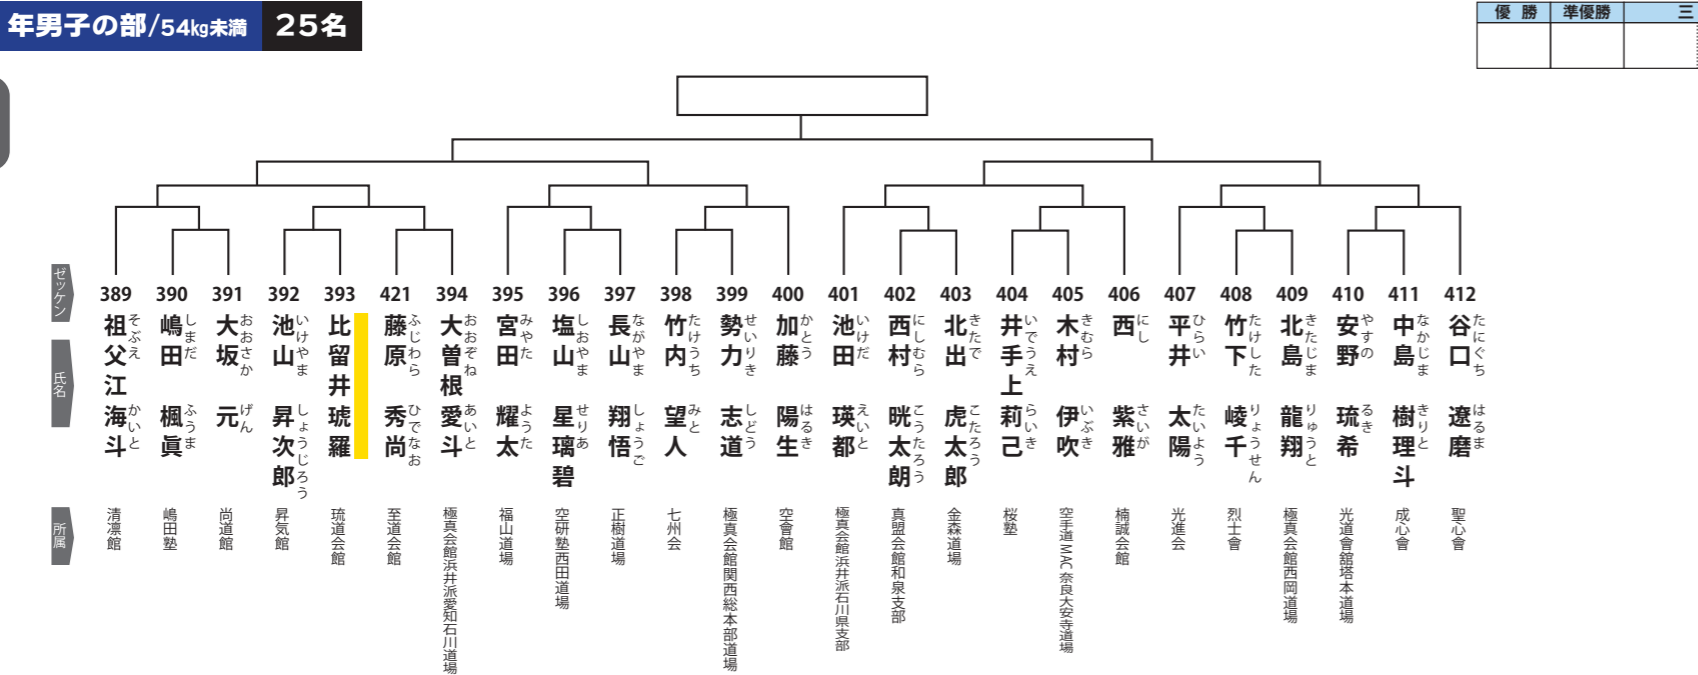 年男子の部/54kg未満 25名
優勝 準優勝 三
ゼッケン
389 390 391 392 393 421 394 395 396 397 398 399 400 401 402 403 404 405 406 407 408 409 410 411 412
氏名
祖父江 海斗 そぶえ かいと
嶋田 楓眞 しまだ ふうま
大坂 元 おおさか げん
池山 昇次郎 いけやま しょうじろう
比留井 琥羅
藤原 秀尚 ふじわら ひでなお
大曽根 愛斗 おおぞね あいと
宮田 耀太 みやた ようた
塩山 星璃碧 しおやま せりあ
長山 翔悟 ながやま しょうご
竹内 望人 たけうち みと
勢力 志道 せいりき しどう
加藤 陽生 かとう はるき
池田 瑛都 いけだ えいと
西村 晄太朗 にしむら こうたろう
北出 虎太郎 きたで こたろう
井手上 莉己 いでうえ らいき
木村 伊吹 きむら いぶき
西 紫雅 にし さいが
平井 太陽 ひらい たいよう
竹下 崚千 たけした りょうせん
北島 龍翔 きたじま りゅうと
安野 琉希 やすの るき
中島 樹理斗 なかじま きりと
谷口 遼磨 たにぐち はるま
所属
清凛館
嶋田塾
尚道館
昇気館
琉道会館
至道会館
極真会館浜井派愛知石川道場
福山道場
空研塾西田道場
正樹道場
七州会
極真会館関西総本部道場
空會館
極真会館浜井派石川県支部
真盟会館和泉支部
金森道場
桜塾
空手道MAC奈良大安寺道場
楠誠会館
光進会
烈士會
極真会館西岡道場
光道會舘塔本道場
成心會
聖心會